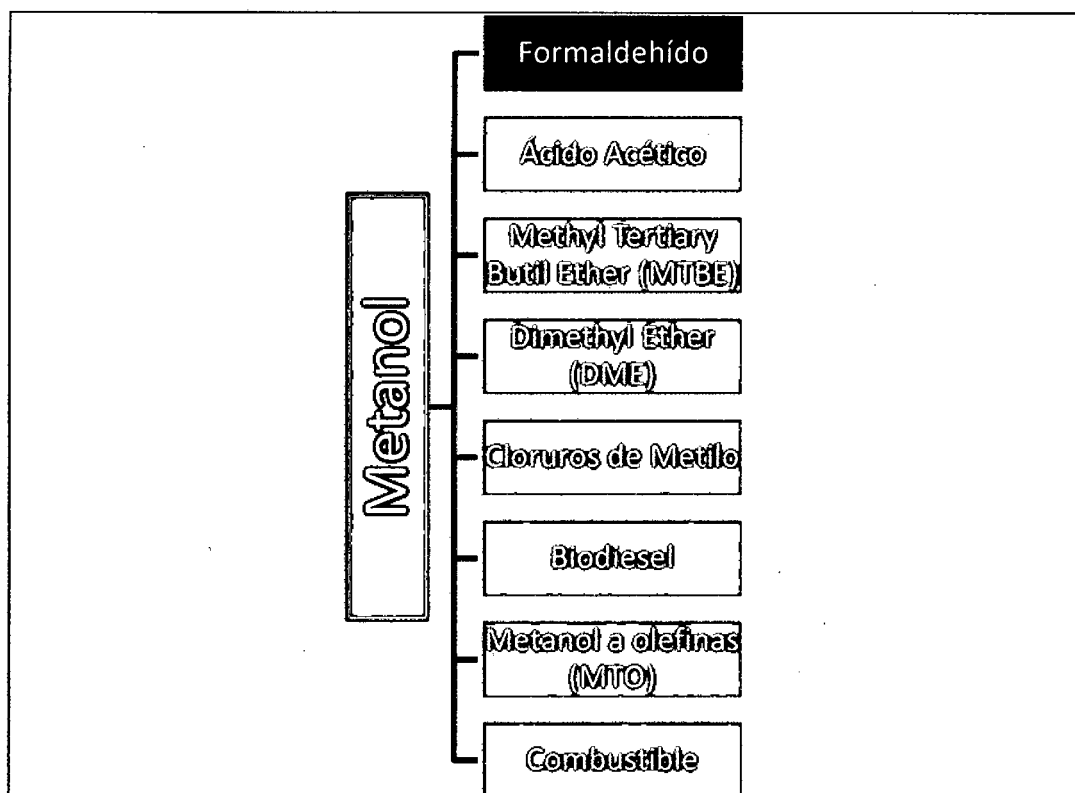 Formaldehído
Ácido Acético
Methyl Tertiary
Butil Ether (MTBE)
Dimethyl Ether
(DME)
Metanol
Cloruros de Metilo
Biodiesel
Metanol a olefinas
(MTO)
Combustible